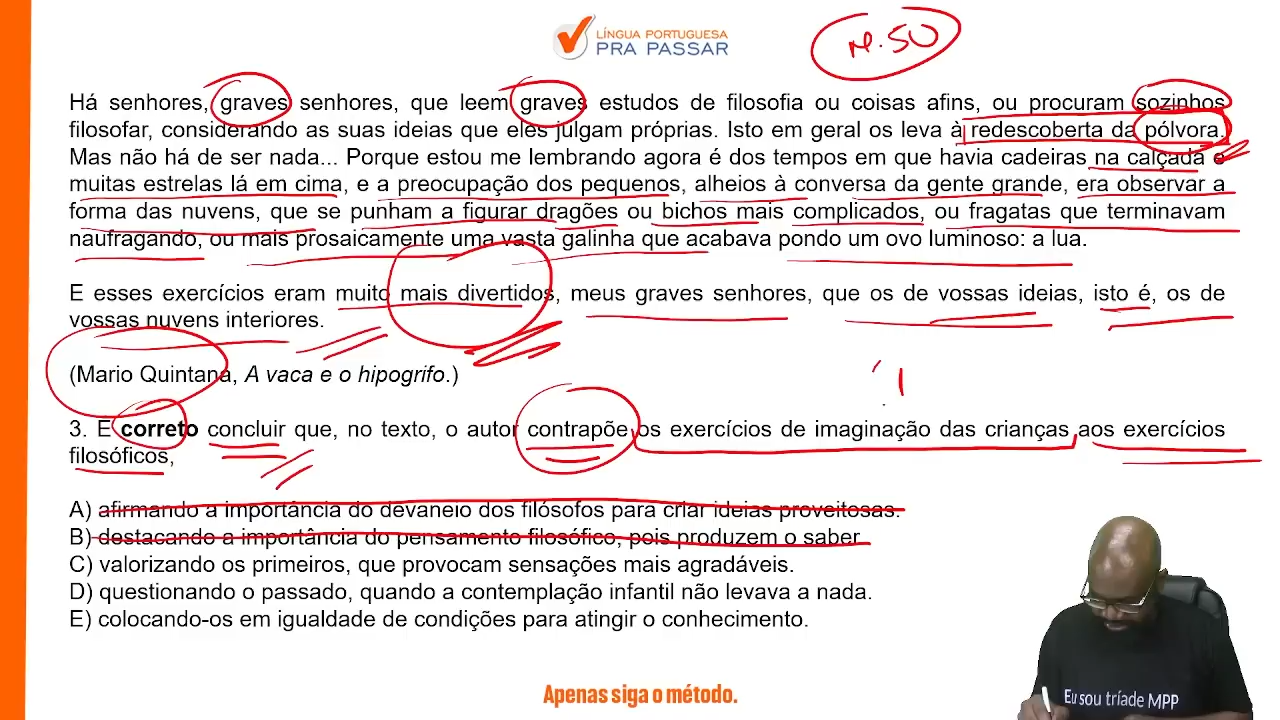 LÍNGUA PORTUGUESA
PRA PASSAR
M.50
Há senhores, graves senhores, que leem graves estudos de filosofia ou coisas afins, ou procuram sozinhos
filosofar, considerando as suas ideias que eles julgam próprias. Isto em geral os leva à redescoberta da pólvora.
Mas não há de ser nada... Porque estou me lembrando agora é dos tempos em que havia cadeiras na calçada e
muitas estrelas lá em cima, e a preocupação dos pequenos, alheios à conversa da gente grande, era observar a
forma das nuvens, que se punham a figurar dragões ou bichos mais complicados, ou fragatas que terminavam
naufragando, ou mais prosaicamente uma vasta galinha que acabava pondo um ovo luminoso: a lua.
E esses exercícios eram muito mais divertidos, meus graves senhores, que os de vossas ideias, isto é, os de
vossas nuvens interiores.
(Mario Quintana, A vaca e o hipogrifo.)
3. E correto concluir que, no texto, o autor contrapõe os exercícios de imaginação das crianças aos exercícios
filosóficos,
A) afirmando a importância do devaneio dos filósofos para criar ideias proveitosas.
B) destacando a importância do pensamento filosófico, pois produzem o saber
C) valorizando os primeiros, que provocam sensações mais agradáveis.
D) questionando o passado, quando a contemplação infantil não levava a nada.
E) colocando-os em igualdade de condições para atingir o conhecimento.
Eu sou tríade MPP
Apenas siga o método.